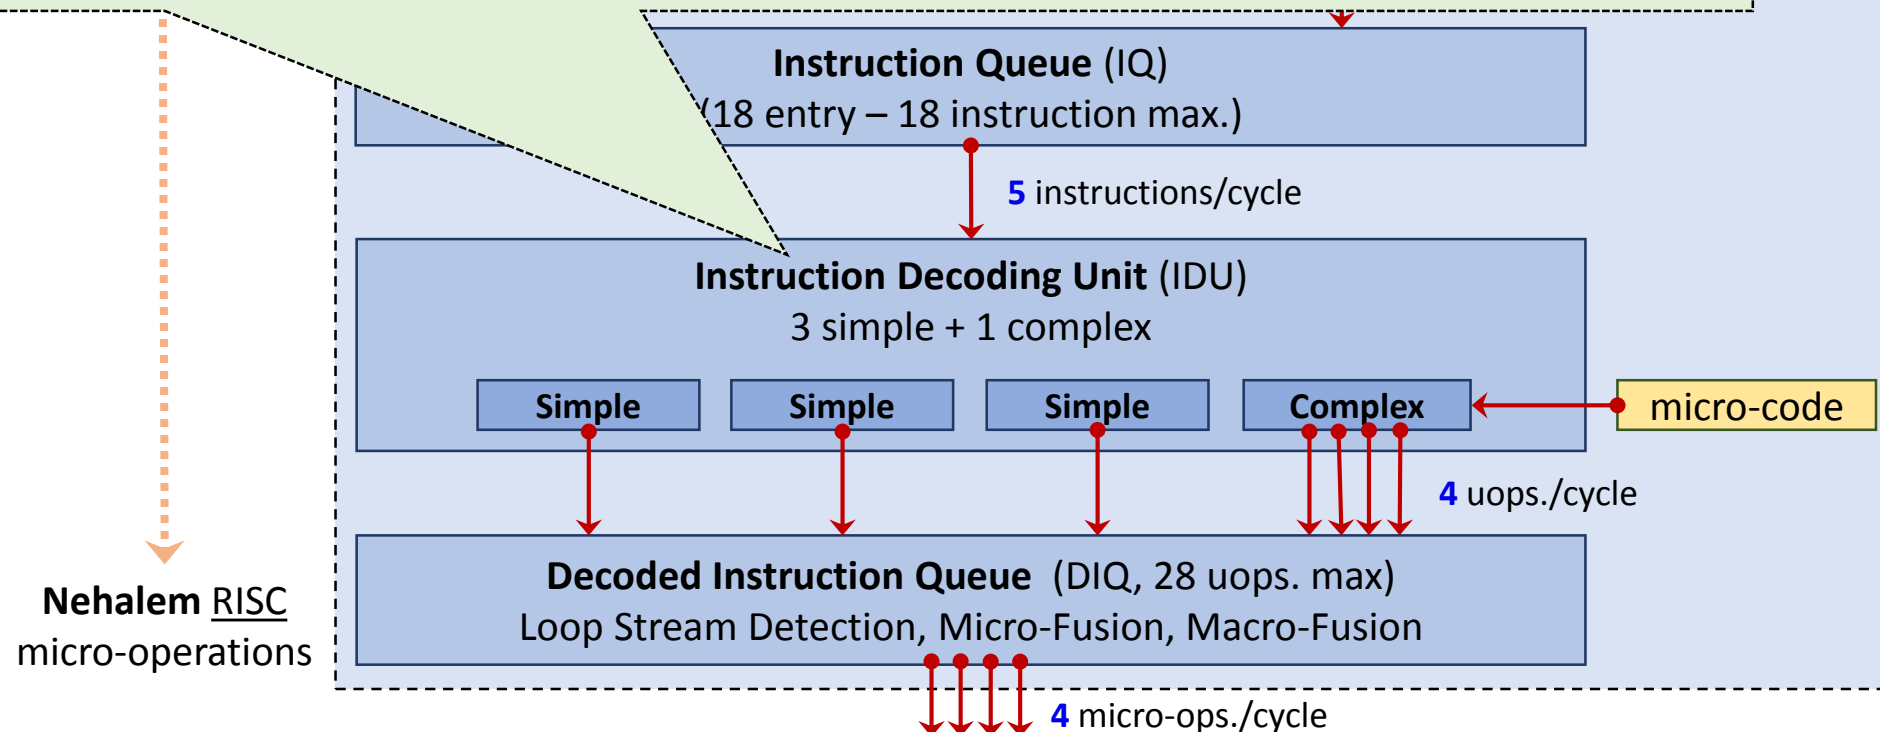 Instruction Queue (IQ)
(18 entry – 18 instruction max.)
5 instructions/cycle
Instruction Decoding Unit (IDU)
3 simple + 1 complex
Simple
Simple
Simple
Complex
micro-code
4 uops./cycle
Decoded Instruction Queue (DIQ, 28 uops. max)
Loop Stream Detection, Micro-Fusion, Macro-Fusion
Nehalem RISC
micro-operations
4 micro-ops./cycle